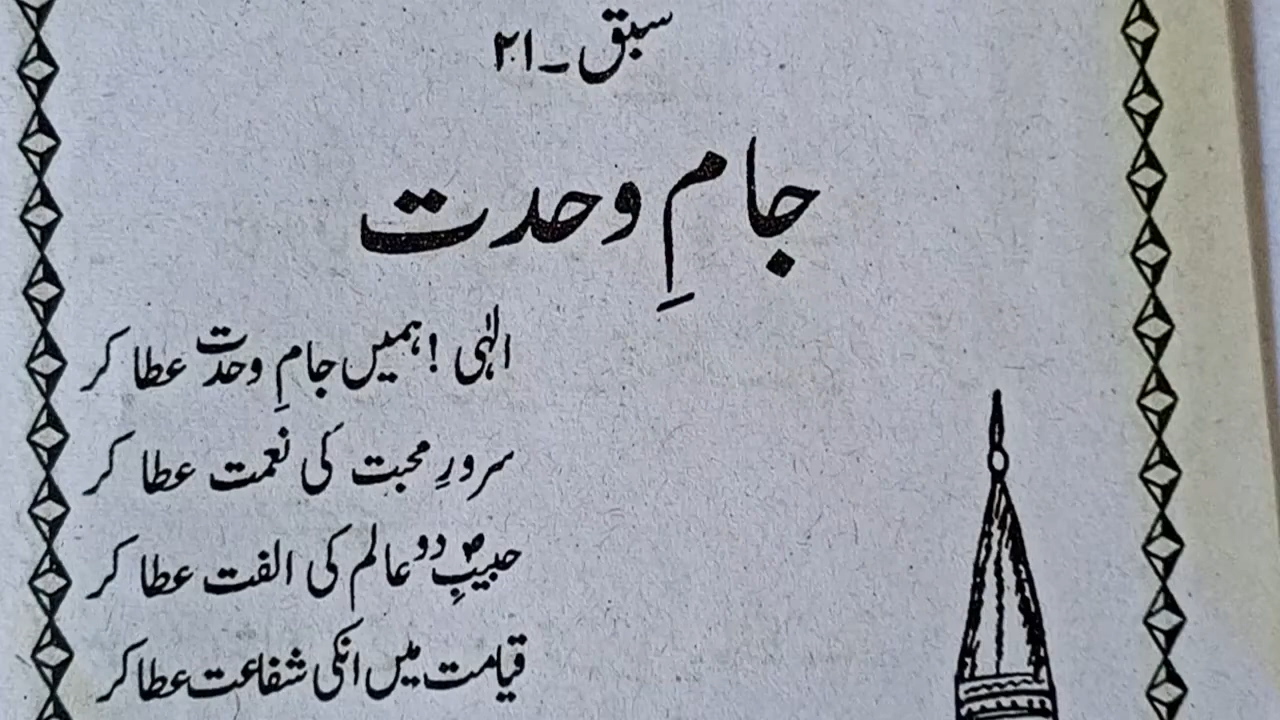 سبق۔۲۱
جامِ وحدت
الٰہی ! ہمیں جامِ وحدت عطا کر
سرورِ محبت کی نعمت عطا کر
حبیبِؐ دو عالم کی الفت عطا کر
قیامت میں انکی شفاعت عطا کر